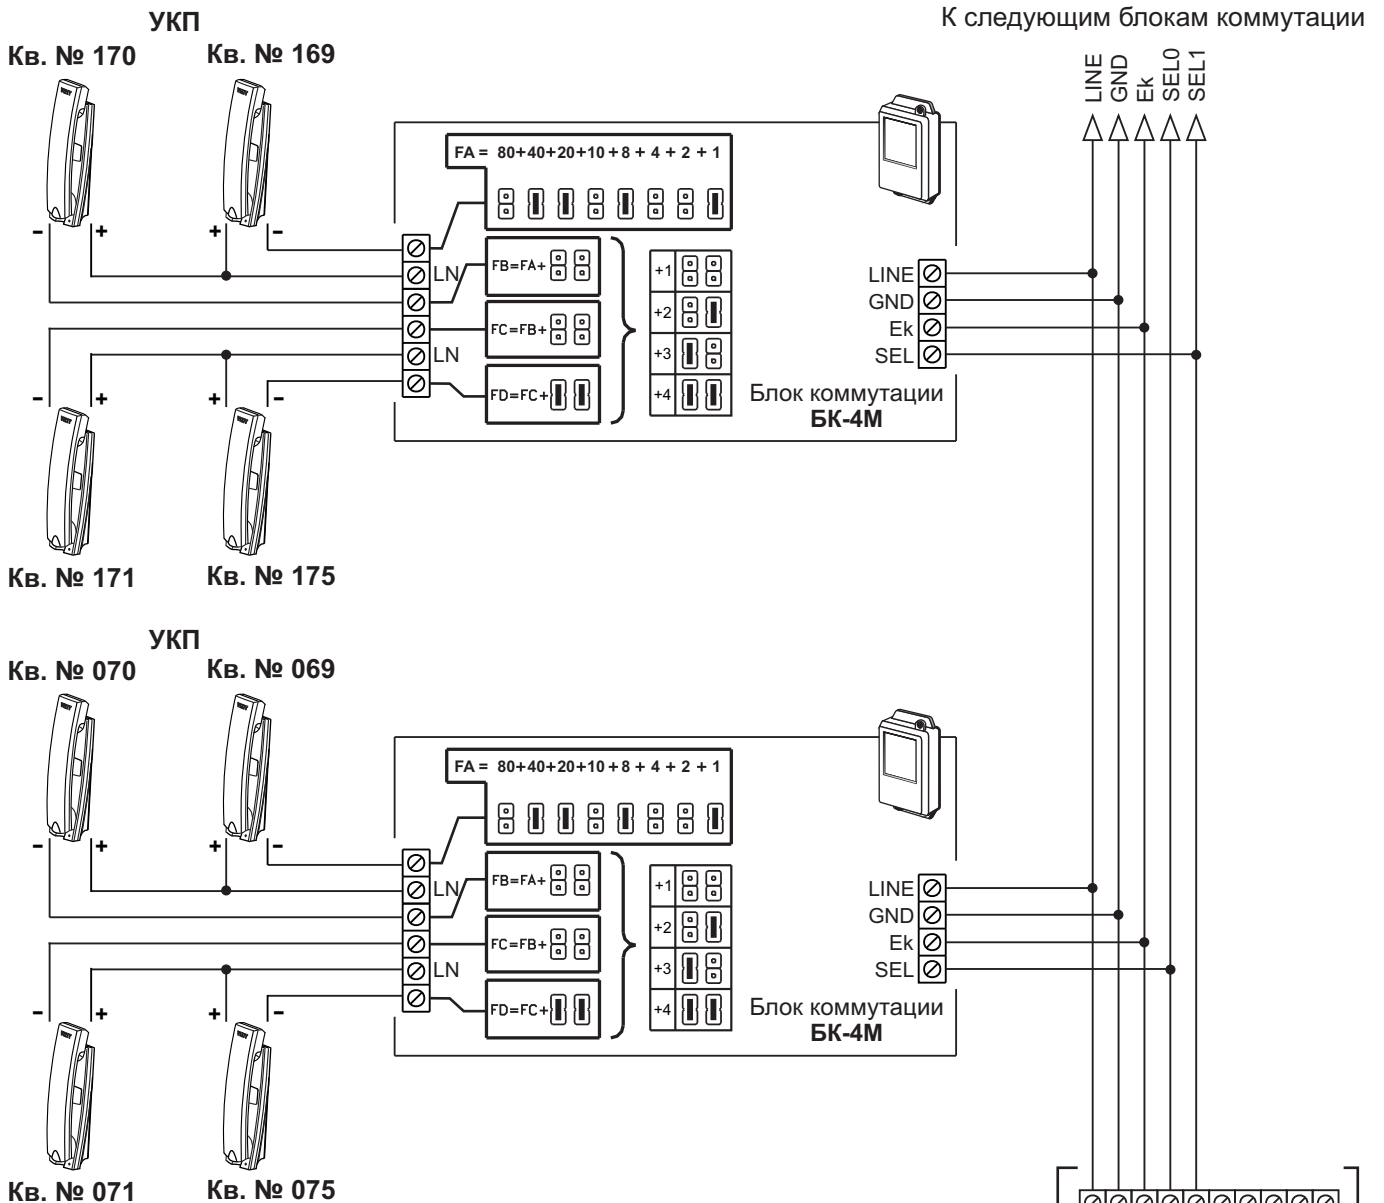 К следующим блокам коммутации
LINE
GND
Ek
SEL0
SEL1
УКП
Кв. № 170
Кв. № 169
- + + -
FA = 80+40+20+10+8+4+2+1
LN
FB=FA+
FC=FB+
LN
FD=FC+
+1
+2
+3
+4
LINE
GND
Ek
SEL
Блок коммутации
БК-4М
- + + -
Кв. № 171
Кв. № 175
УКП
Кв. № 070
Кв. № 069
- + + -
FA = 80+40+20+10+8+4+2+1
LN
FB=FA+
FC=FB+
LN
FD=FC+
+1
+2
+3
+4
LINE
GND
Ek
SEL
Блок коммутации
БК-4М
- + + -
Кв. № 071
Кв. № 075